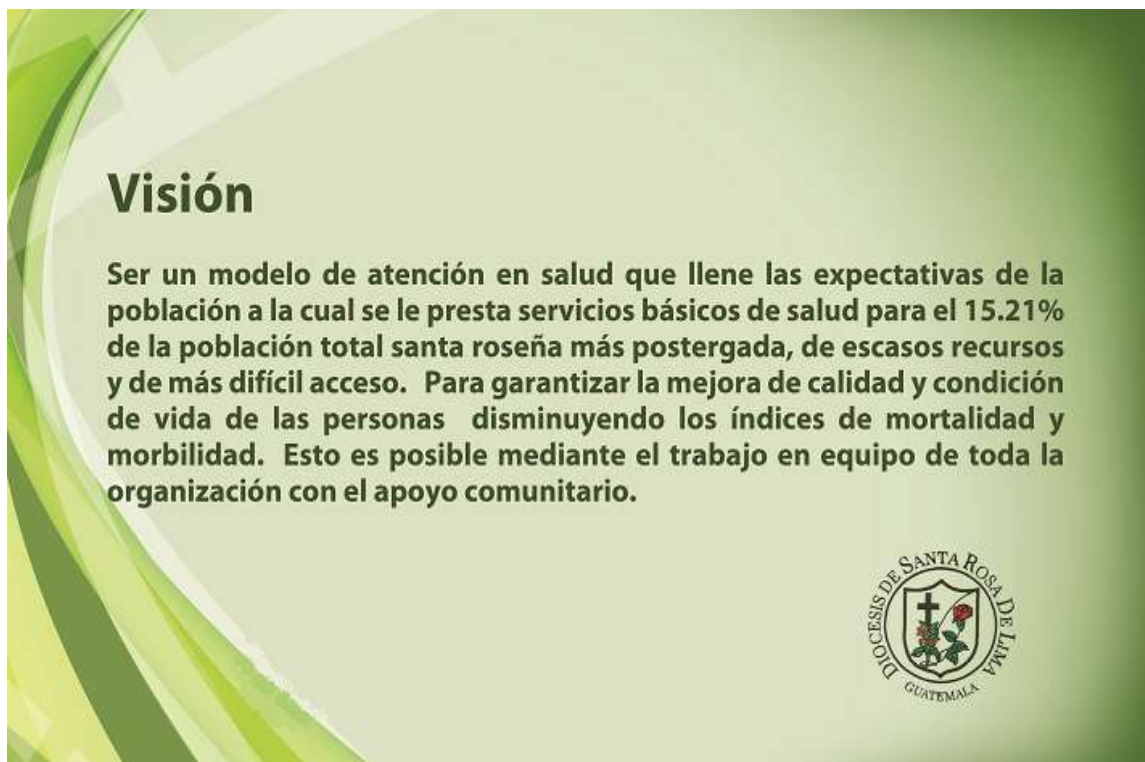 Visión
Ser un modelo de atención en salud que llene las expectativas de la
población a la cual se le presta servicios básicos de salud para el 15.21%
de la población total santa roseña más postergada, de escasos recursos
y de más difícil acceso.  Para garantizar la mejora de calidad y condición
de vida de las personas  disminuyendo los índices de mortalidad y
morbilidad.  Esto es posible mediante el trabajo en equipo de toda la
organización con el apoyo comunitario.
DIOCESIS DE SANTA ROSA DE LIMA
GUATEMALA